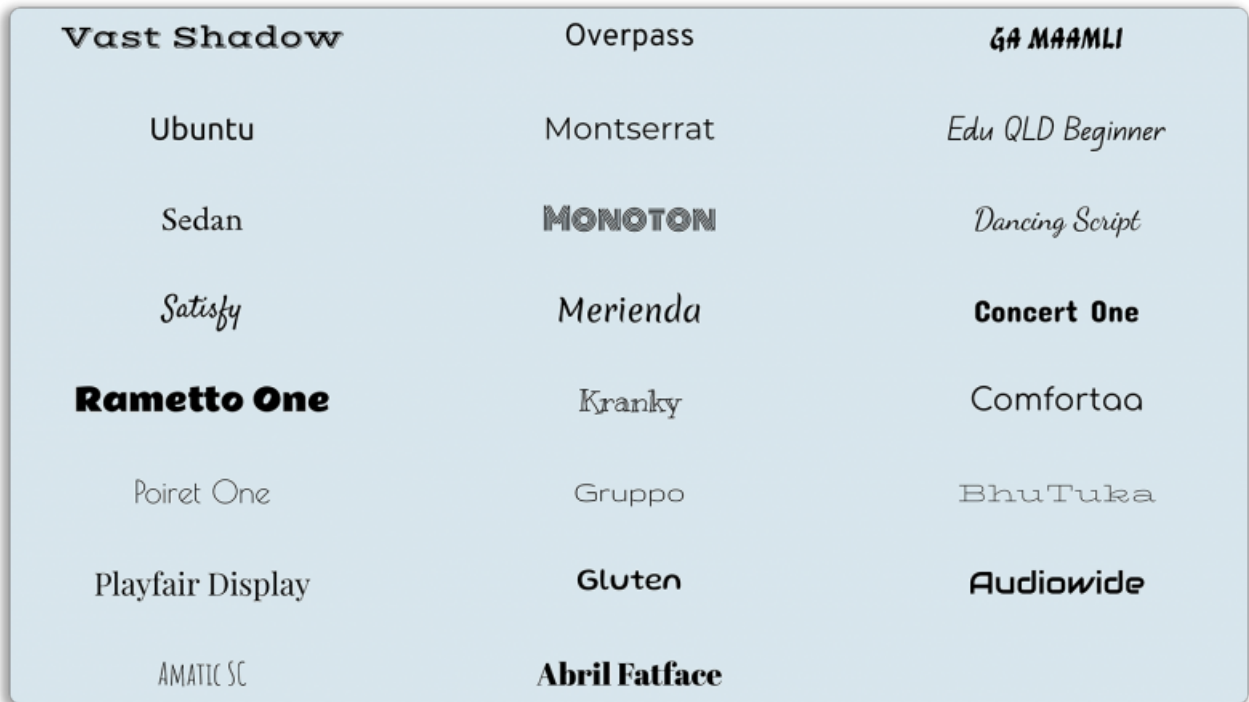 Vast Shadow Overpass GA MAAMLI
Ubuntu Montserrat Edu QLD Beginner
Sedan MONOTON Dancing Script
Satisfy Merienda Concert One
Rametto One Kranky Comfortaa
Poiret One Gruppo BhuTuka
Playfair Display Gluten Audiowide
AMATIC SC Abril Fatface